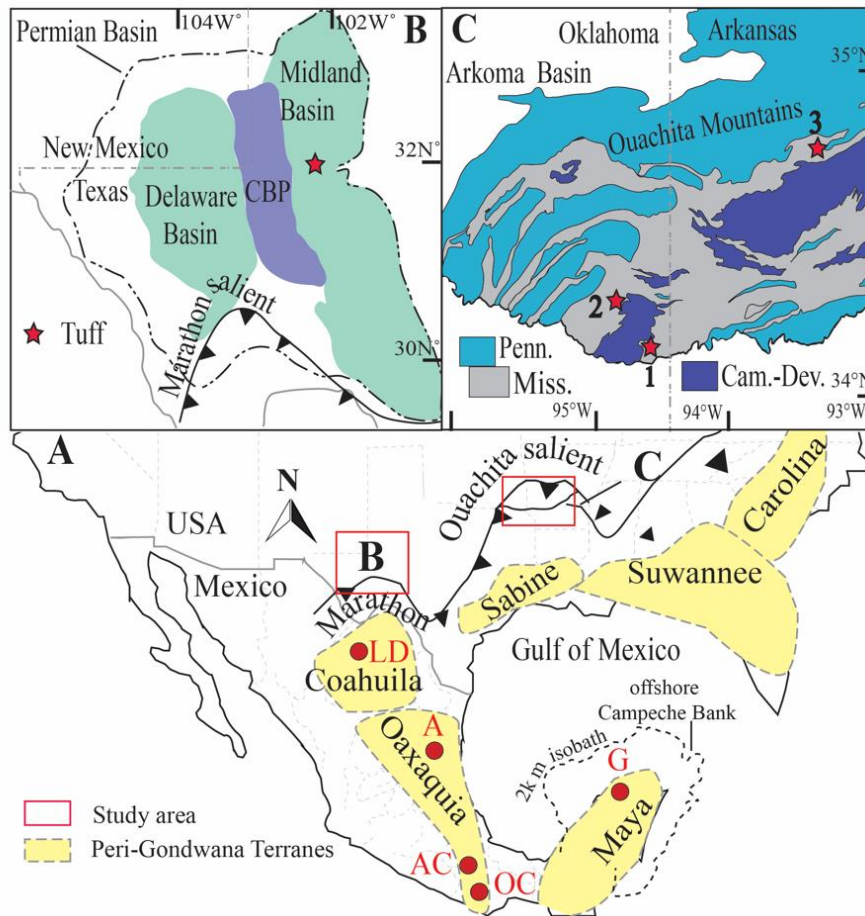 104°W
102°W
B
Permian Basin
Midland
Basin
New Mexico
32N°
Texas
Delaware
Basin
CBP
Marathon salient
Tuff
30°N
C
Oklahoma
Arkansas
35°N
Arkoma Basin
Ouachita Mountains
3
2
1
Penn.
Miss.
Cam.-Dev.
34°N
95°W
94°W
93°W
A
N
USA
Mexico
B
Marathon
Ouachita salient
C
Carolina
Suwannee
Sabine
Gulf of Mexico
LD
Coahuila
A
Oaxaquia
offshore
Campeche Bank
2k m isobath
G
Maya
AC
OC
Study area
Peri-Gondwana Terranes